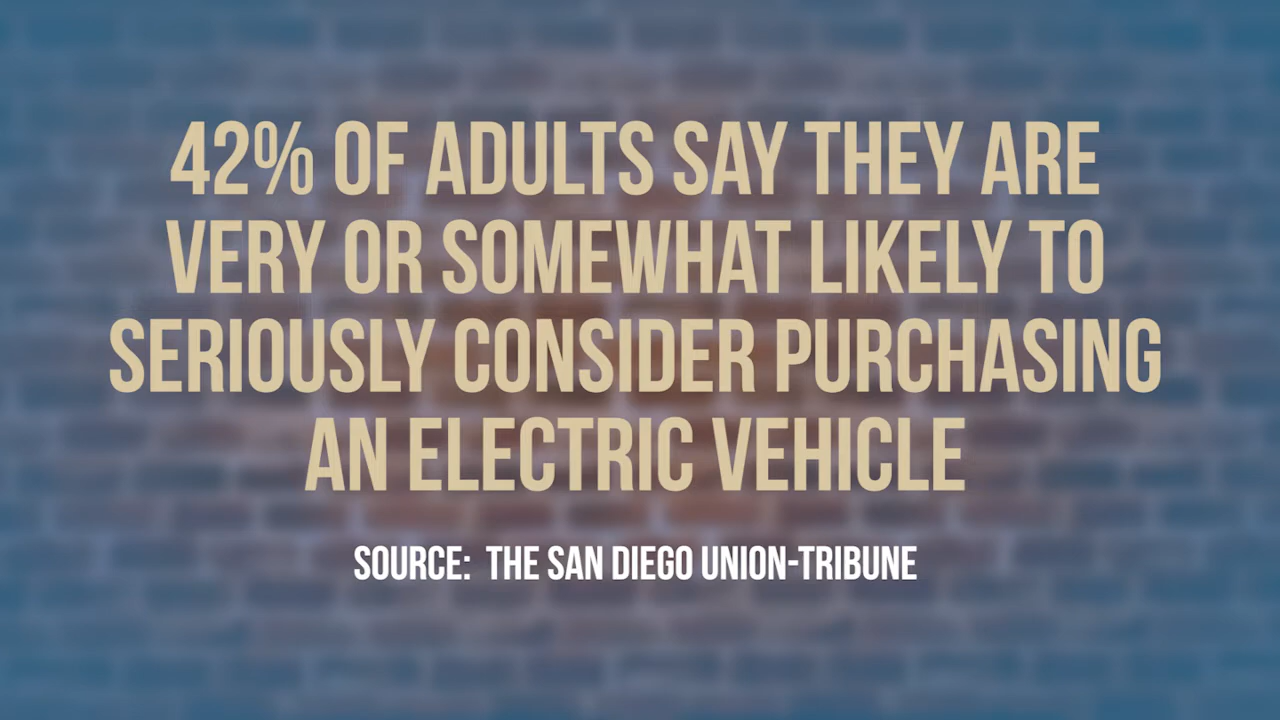 42% OF ADULTS SAY THEY ARE
VERY OR SOMEWHAT LIKELY TO
SERIOUSLY CONSIDER PURCHASING
AN ELECTRIC VEHICLE
SOURCE: THE SAN DIEGO UNION-TRIBUNE